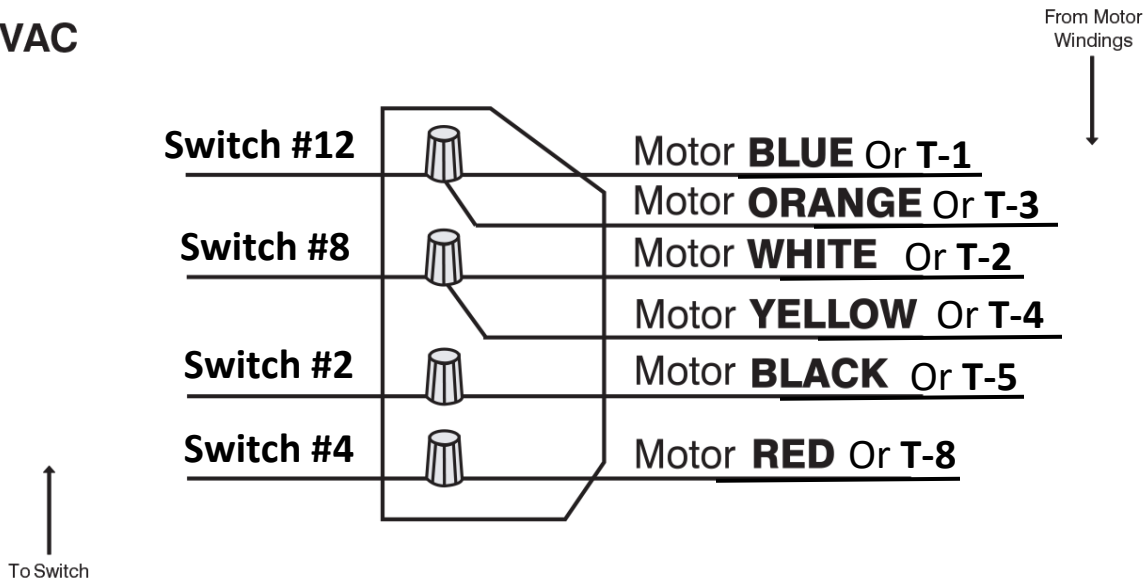 VAC
From Motor
Windings
Switch #12
Motor BLUE Or T-1
Motor ORANGE Or T-3
Switch #8
Motor WHITE Or T-2
Motor YELLOW Or T-4
Switch #2
Motor BLACK Or T-5
Switch #4
Motor RED Or T-8
To Switch